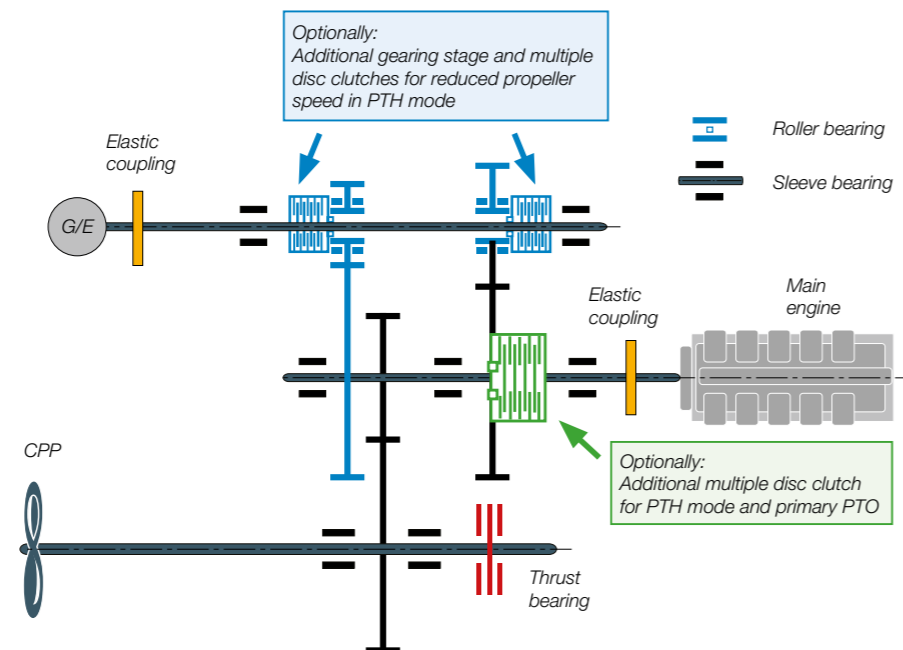 Optionally:
Additional gearing stage and multiple
disc clutches for reduced propeller
speed in PTH mode
Elastic
coupling
Roller bearing
Sleeve bearing
G/E
Elastic
coupling
Main
engine
CPP
Optionally:
Additional multiple disc clutch
for PTH mode and primary PTO
Thrust
bearing